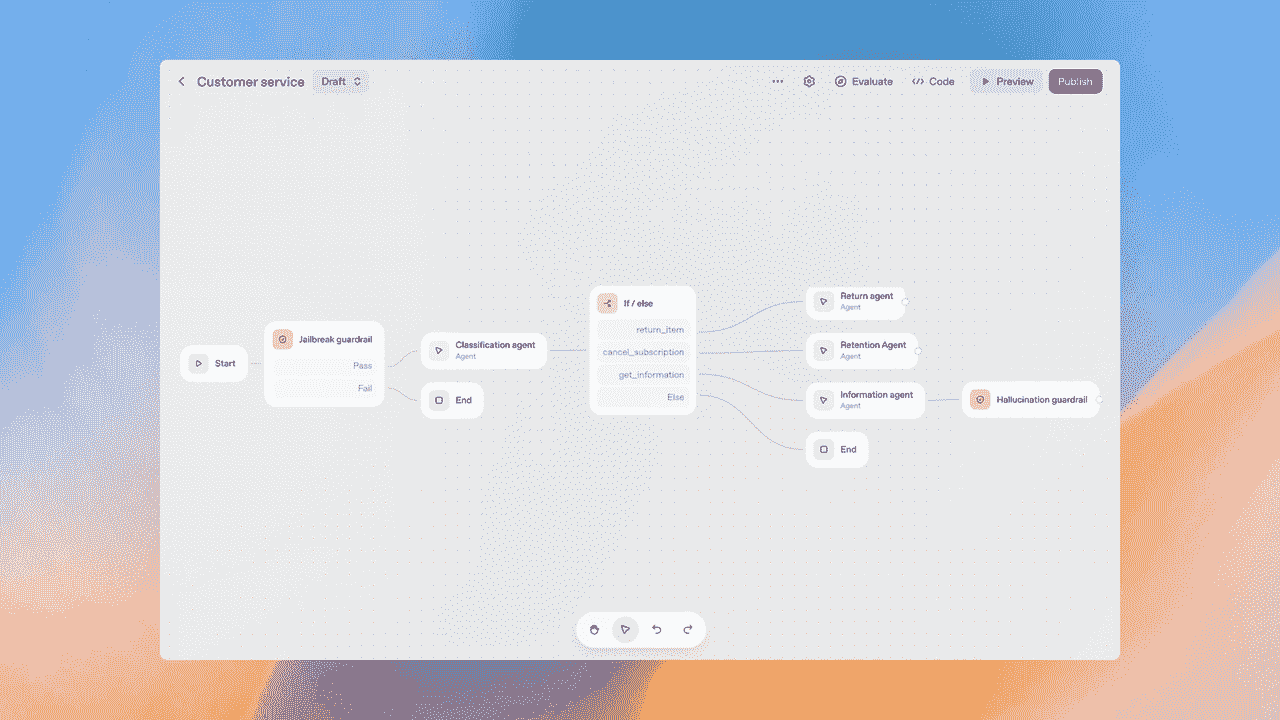 Customer service
Draft
Evaluate
Code
Preview
Publish
Start
Jailbreak guardrail
Pass
Fail
Classification agent
Agent
End
If / else
return_item
cancel_subscription
get_information
Else
Return agent
Agent
Retention Agent
Agent
Information agent
Agent
End
Hallucination guardrail